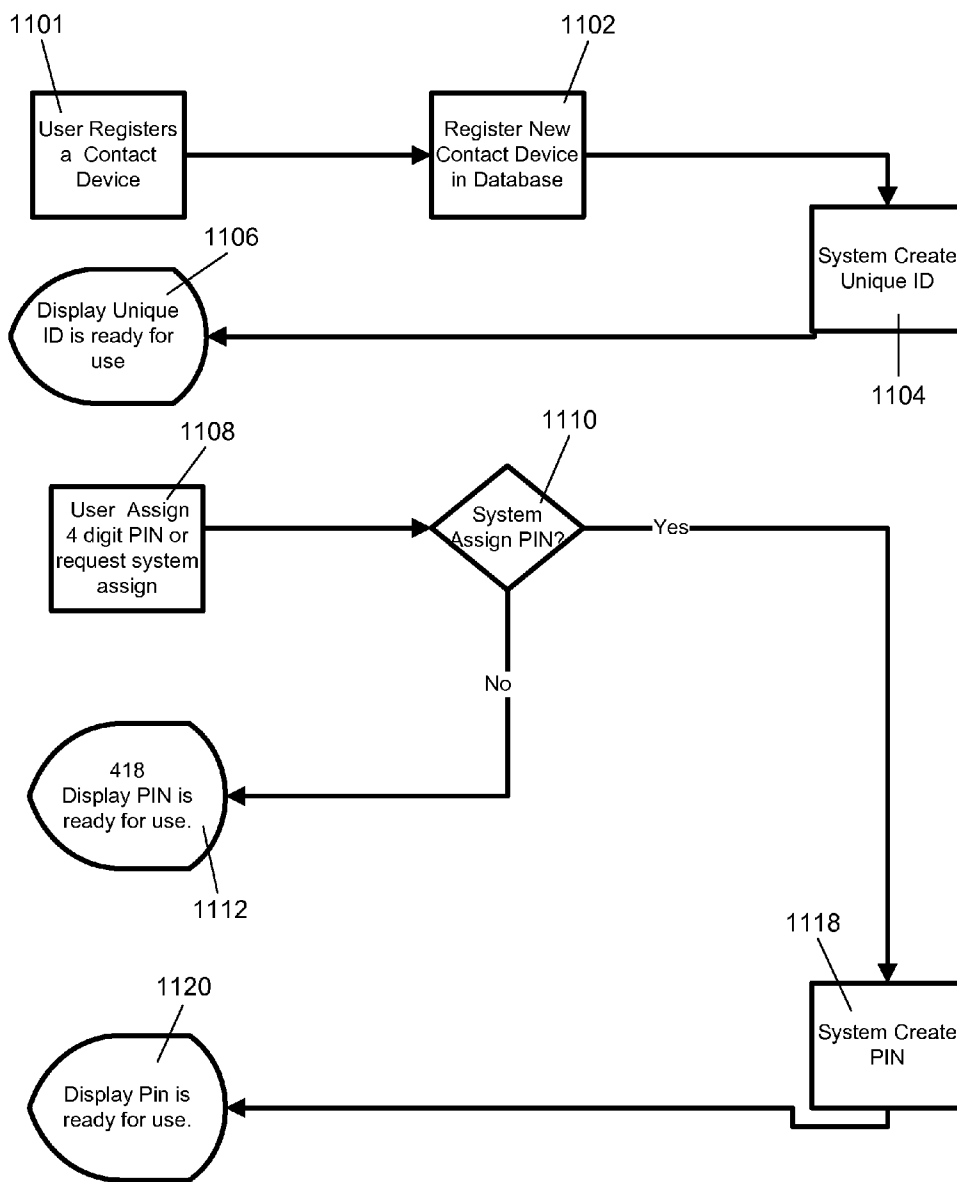 1101
1102
User Registers
a Contact
Device
Register New
Contact Device
in Database
1106
System Create
Unique ID
Display Unique
ID is ready for
use
1104
1108
1110
User Assign
4 digit PIN or
request system
assign
System
Assign PIN?
Yes
No
418
Display PIN is
ready for use.
1112
1118
1120
System Create
PIN
Display Pin is
ready for use.